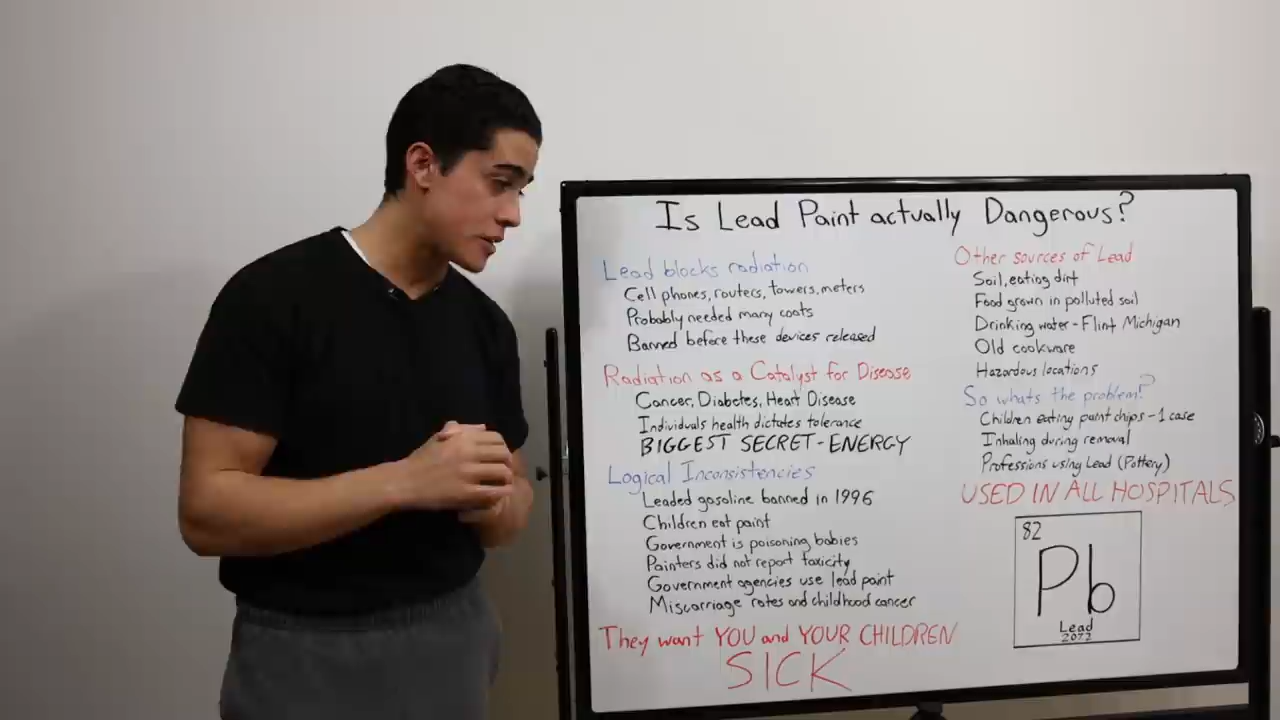 Is Lead Paint actually Dangerous?
Lead blocks radiation
Cell phones, routers, towers, meters
Probably needed many coats
Banned before these devices released
Radiation as a Catalyst for Disease
Cancer, Diabetes, Heart Disease
Individuals health dictates tolerance
BIGGEST SECRET - ENERGY
Logical Inconsistencies
Leaded gasoline banned in 1996
Children eat paint
Government is poisoning babies
Painters did not report toxicity
Government agencies use lead paint
Miscarriage rates and childhood cancer
They want YOU and YOUR CHILDREN
SICK
Other sources of Lead
Soil, eating dirt
Food grown in polluted soil
Drinking water - Flint Michigan
Old cookware
Hazardous locations
So whats the problem?
Children eating paint chips - 1 case
Inhaling during removal
Professions using Lead (Pottery)
USED IN ALL HOSPITALS
82
Pb
Lead
207.2